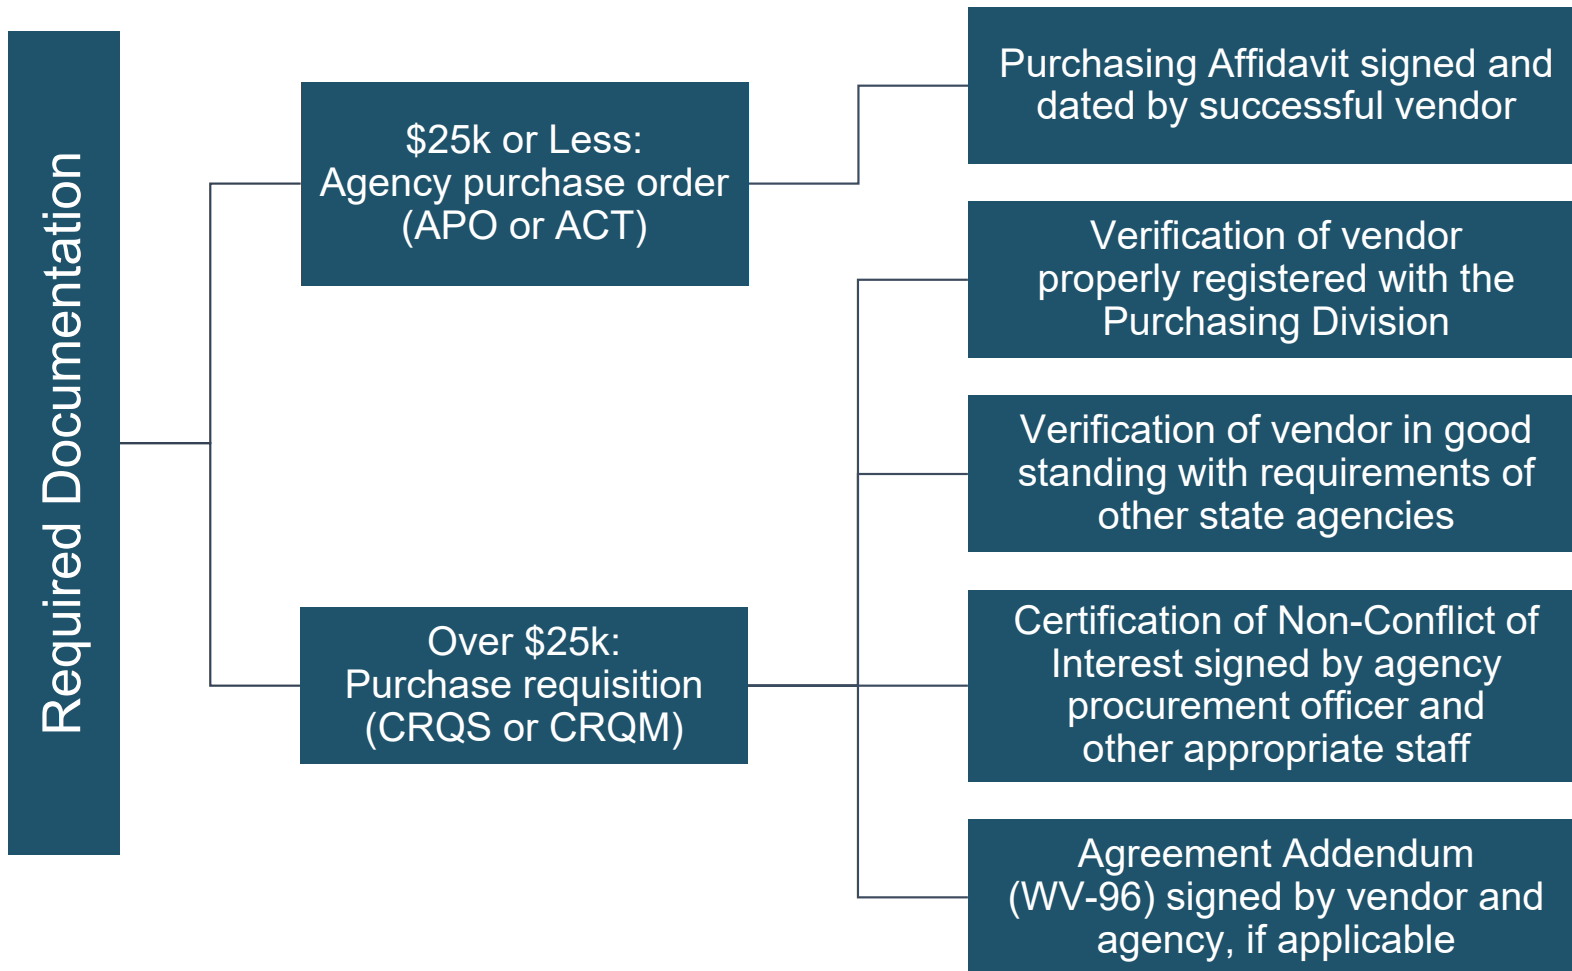 Required Documentation
$25k or Less:
Agency purchase order
(APO or ACT)
Over $25k:
Purchase requisition
(CRQS or CRQM)
Purchasing Affidavit signed and
dated by successful vendor
Verification of vendor
properly registered with the
Purchasing Division
Verification of vendor in good
standing with requirements of
other state agencies
Certification of Non-Conflict of
Interest signed by agency
procurement officer and
other appropriate staff
Agreement Addendum
(WV-96) signed by vendor and
agency, if applicable